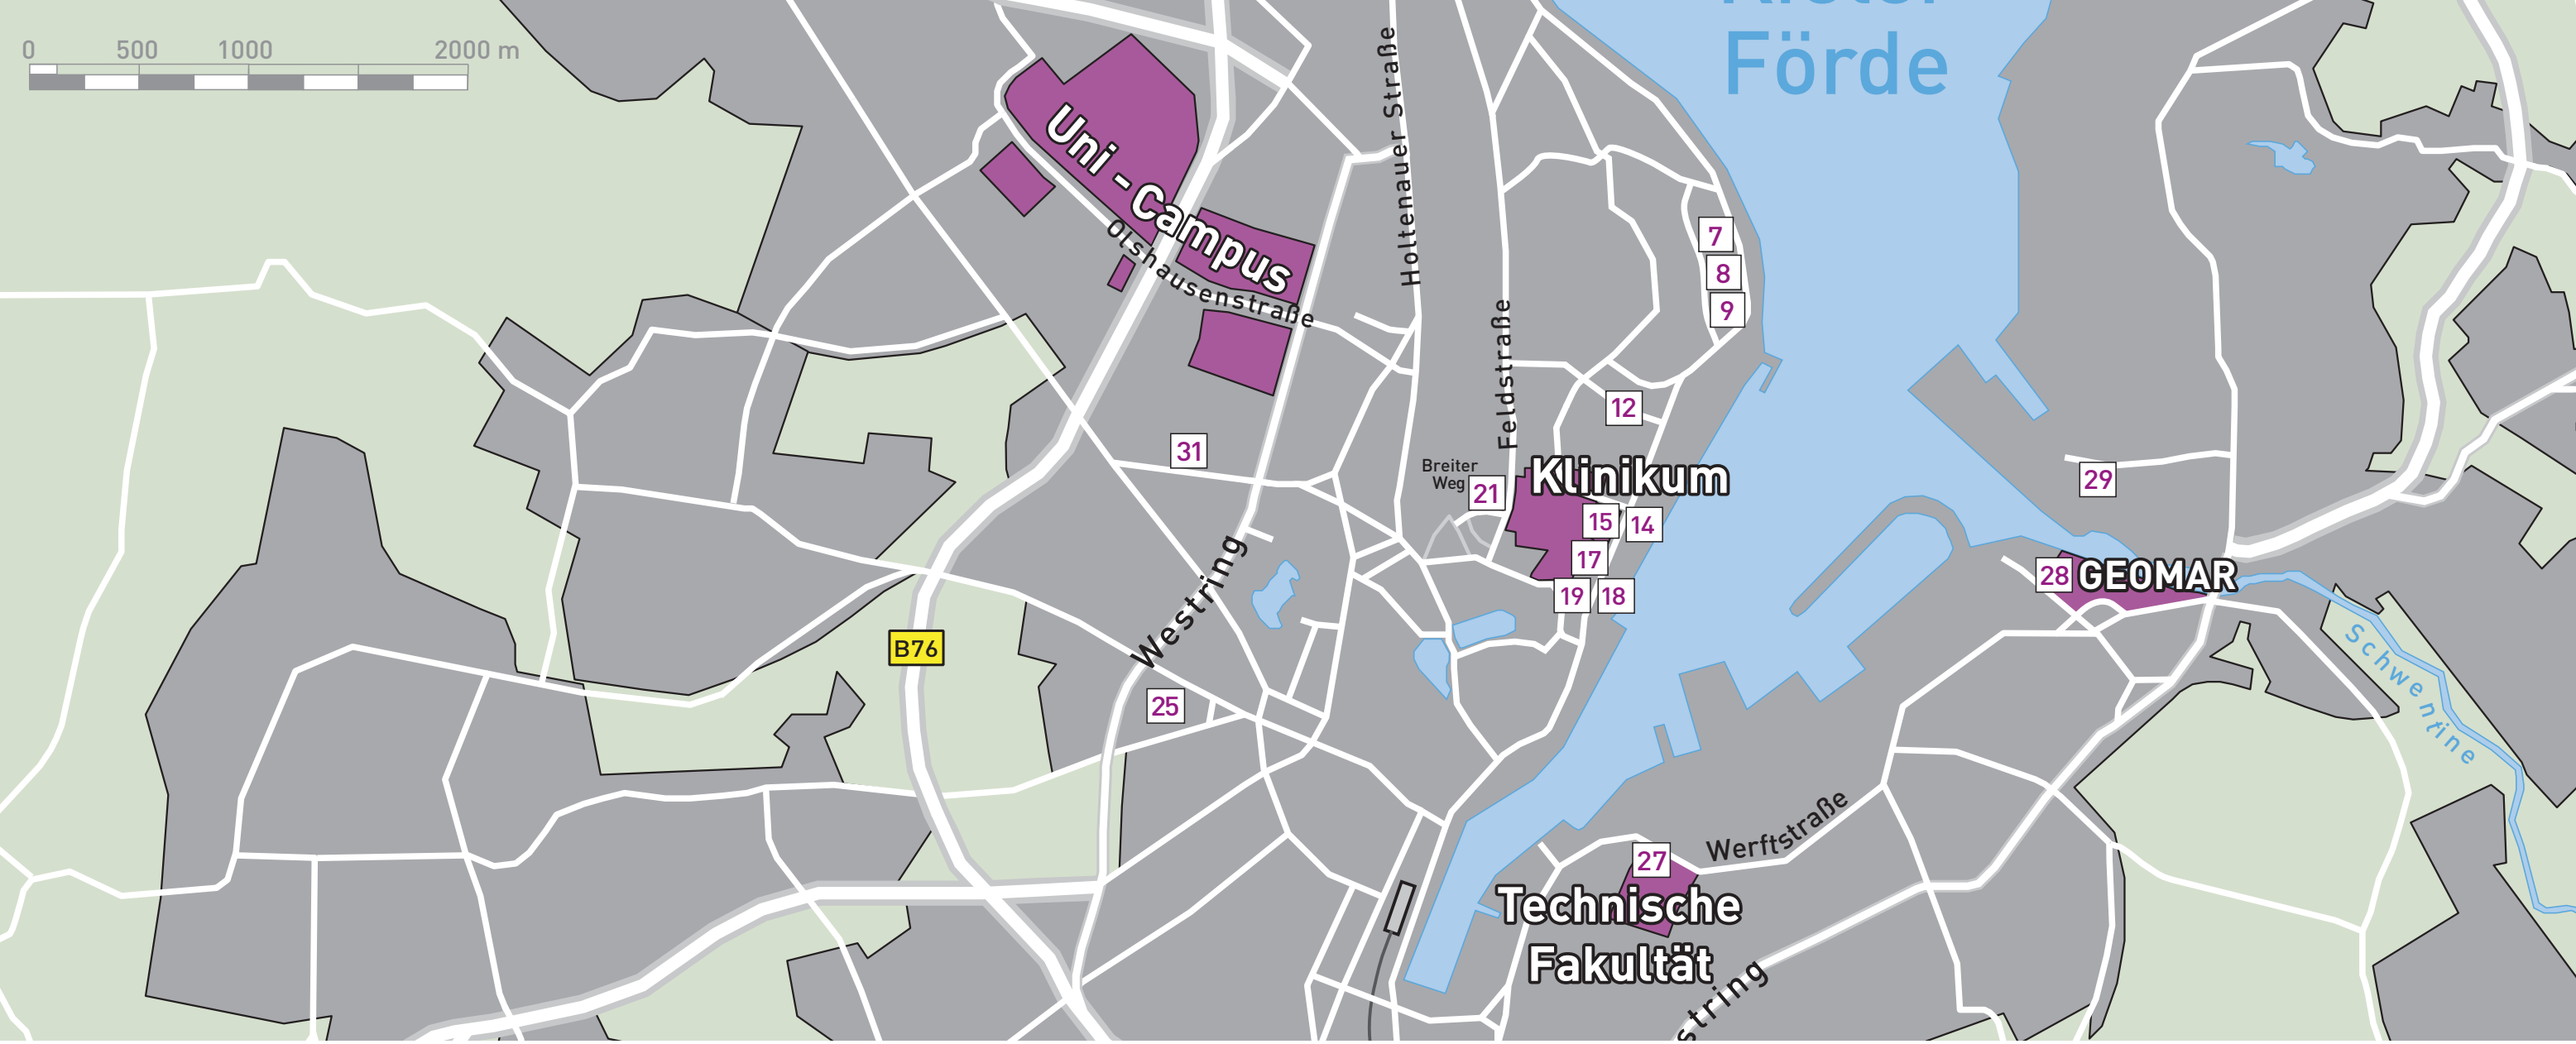 0 500 1000 2000 m
Förde
Uni - Campus
Olshausenstraße
Holtenauer Straße
Feldstraße
7
8
9
12
31
Breiter
Weg
21
Klinikum
15
14
17
19
18
29
28
GEOMAR
Westring
B76
25
Schwentine
Werftstraße
27
Technische
Fakultät
string